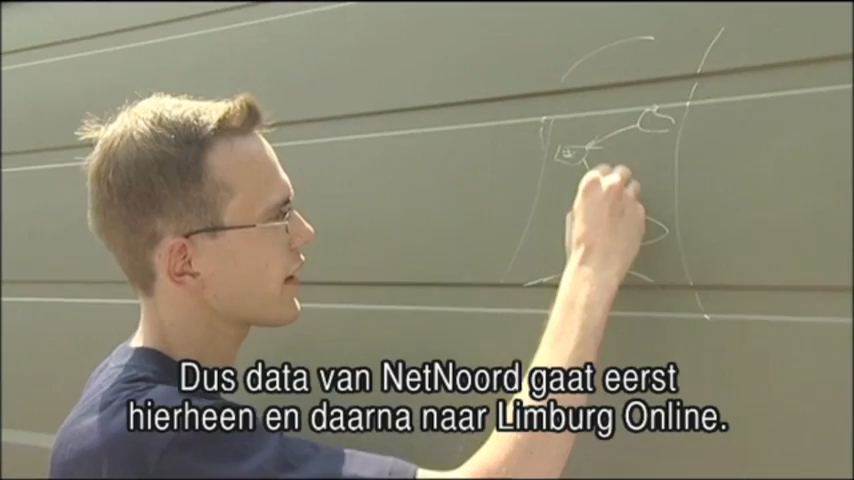 Dus data van NetNoord gaat eerst
hierheen en daarna naar Limburg Online.